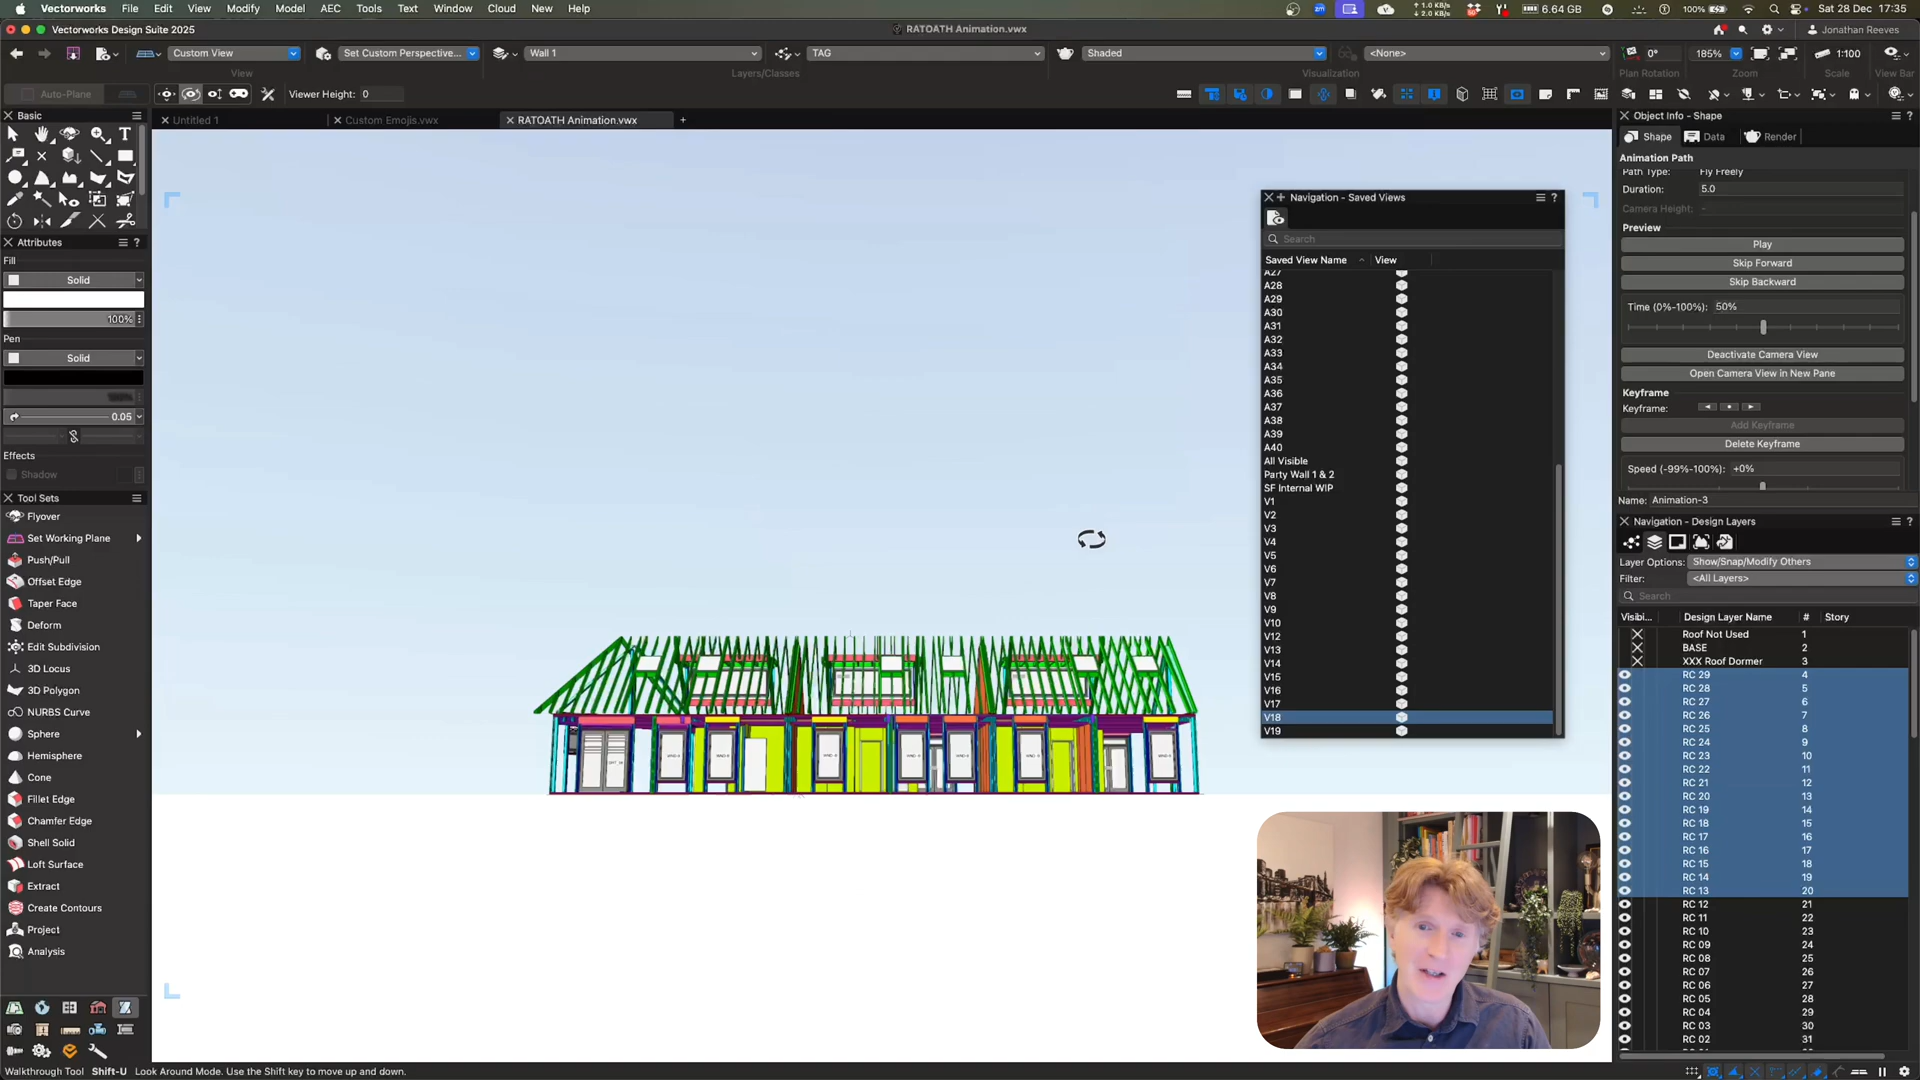 Vectorworks File Edit View Modify Model AEC Tools Text Window Cloud New Help
6.64 GB 100% Sat 28 Dec 17:35
Vectorworks Design Suite 2025 RATOATH Animation.vwx Jonathan Reeves
Custom View Set Custom Perspective... Wall 1 TAG Shaded <None> 0° 185% 1:100
View Layers/Classes Visualization Plan Rotation Zoom Scale View Bar
Auto-Plane Viewer Height: 0
Basic
Untitled 1 Custom Emojis.vwx RATOATH Animation.vwx
Attributes
Fill
Solid
100%
Pen
Solid
0.05
Effects
Shadow
Tool Sets
Flyover
Set Working Plane
Push/Pull
Offset Edge
Taper Face
Deform
Edit Subdivision
3D Locus
3D Polygon
NURBS Curve
Sphere
Hemisphere
Cone
Fillet Edge
Chamfer Edge
Shell Solid
Loft Surface
Extract
Create Contours
Project
Analysis
Walkthrough Tool Shift-U Look Around Mode. Use the Shift key to move up and down.
Navigation - Saved Views
Search
Saved View Name View
A27
A28
A29
A30
A31
A32
A33
A34
A35
A36
A37
A38
A39
A40
All Visible
Party Wall 1 & 2
SF Internal WIP
V1
V2
V3
V4
V5
V6
V7
V8
V9
V10
V12
V13
V14
V15
V16
V17
V18
V19
Object Info - Shape
Shape Data Render
Animation Path
Path Type: Fly Freely
Duration: 5.0
Camera Height: -
Preview
Play
Skip Forward
Skip Backward
Time (0%-100%): 50%
Deactivate Camera View
Open Camera View in New Pane
Keyframe
Keyframe:
Add Keyframe
Delete Keyframe
Speed (-99%-100%): +0%
Name: Animation-3
Navigation - Design Layers
Layer Options: Show/Snap/Modify Others
Filter: <All Layers>
Search
Visibi... Design Layer Name # Story
Roof Not Used 1
BASE 2
XXX Roof Dormer 3
RC 29 4
RC 28 5
RC 27 6
RC 26 7
RC 25 8
RC 24 9
RC 23 10
RC 22 11
RC 21 12
RC 20 13
RC 19 14
RC 18 15
RC 17 16
RC 16 17
RC 15 18
RC 14 19
RC 13 20
RC 12 21
RC 11 22
RC 10 23
RC 09 24
RC 08 25
RC 07 26
RC 06 27
RC 05 28
RC 04 29
RC 03 30
RC 02 31